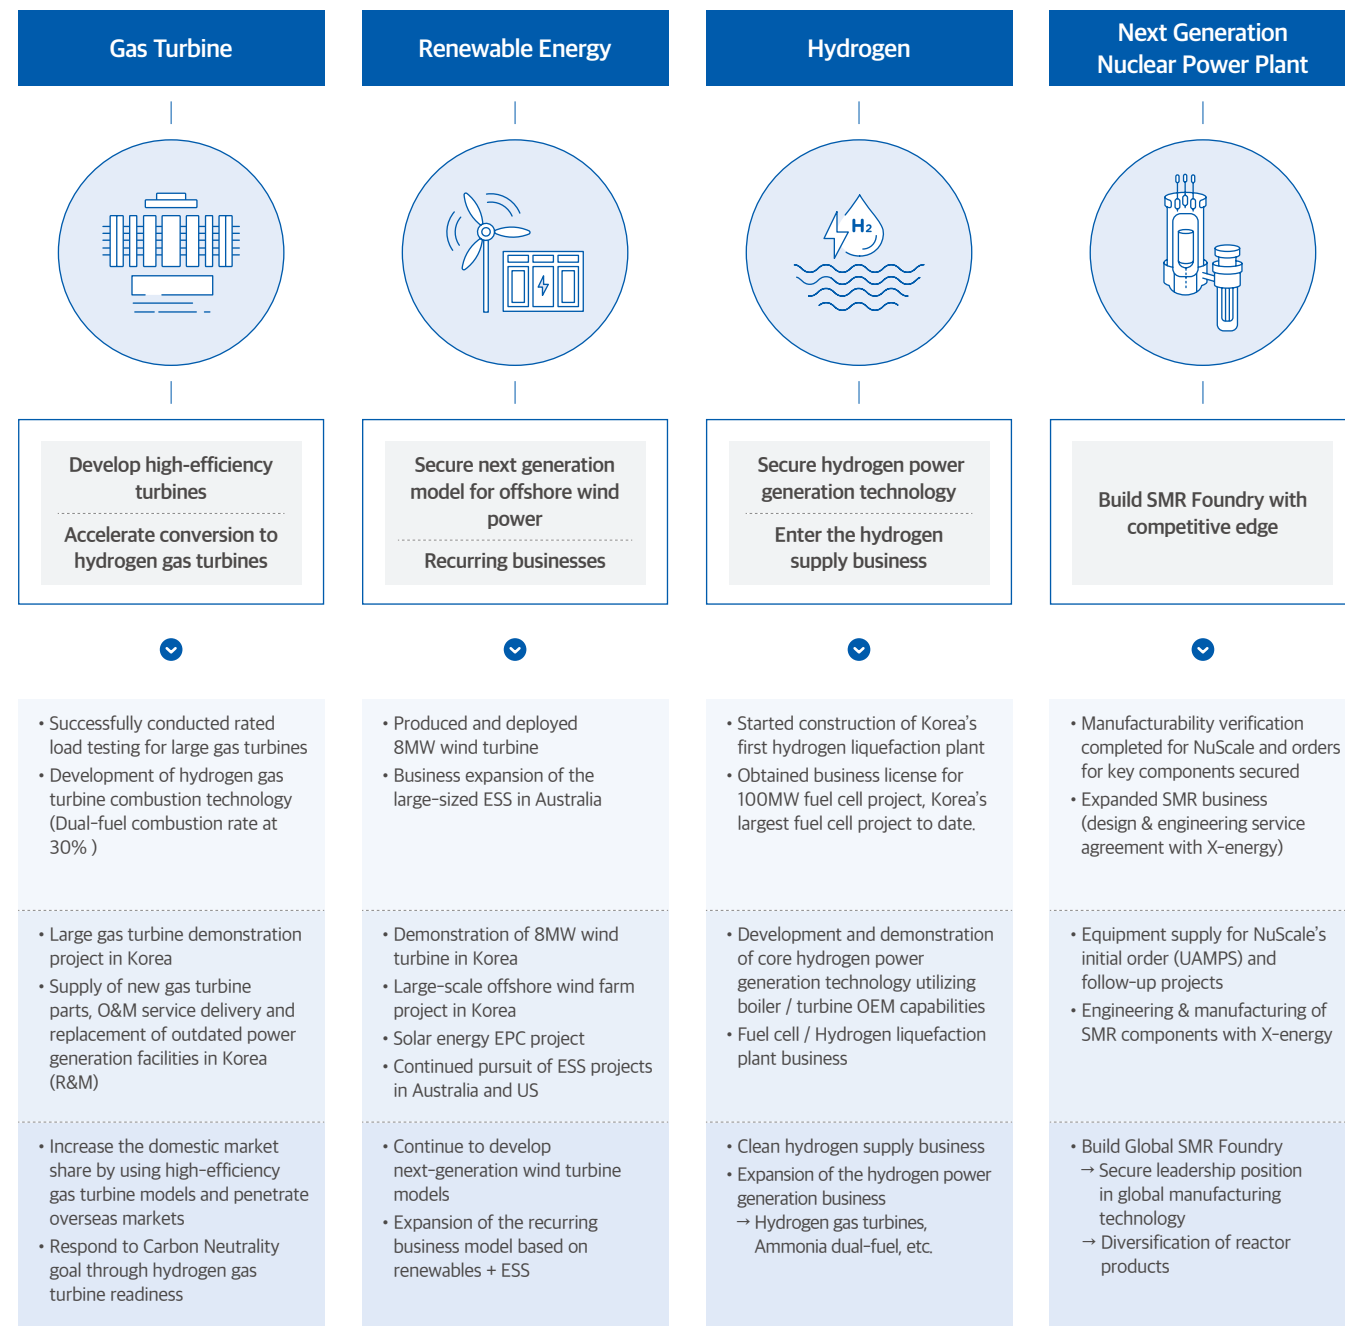 Gas Turbine
Develop high-efficiency
turbines
Accelerate conversion to
hydrogen gas turbines
• Successfully conducted rated
load testing for large gas turbines
• Development of hydrogen gas
turbine combustion technology
(Dual-fuel combustion rate at
30% )
• Large gas turbine demonstration
project in Korea
• Supply of new gas turbine
parts, O&M service delivery and
replacement of outdated power
generation facilities in Korea
(R&M)
• Increase the domestic market
share by using high-efficiency
gas turbine models and penetrate
overseas markets
• Respond to Carbon Neutrality
goal through hydrogen gas
turbine readiness
Renewable Energy
Secure next generation
model for offshore wind
power
Recurring businesses
• Produced and deployed
8MW wind turbine
• Business expansion of the
large-sized ESS in Australia
• Demonstration of 8MW wind
turbine in Korea
• Large-scale offshore wind farm
project in Korea
• Solar energy EPC project
• Continued pursuit of ESS projects
in Australia and US
• Continue to develop
next-generation wind turbine
models
• Expansion of the recurring
business model based on
renewables + ESS
Hydrogen
H₂
Secure hydrogen power
generation technology
Enter the hydrogen
supply business
• Started construction of Korea's
first hydrogen liquefaction plant
• Obtained business license for
100MW fuel cell project, Korea's
largest fuel cell project to date.
• Development and demonstration
of core hydrogen power
generation technology utilizing
boiler / turbine OEM capabilities
• Fuel cell / Hydrogen liquefaction
plant business
• Clean hydrogen supply business
• Expansion of the hydrogen power
generation business
→ Hydrogen gas turbines,
Ammonia dual-fuel, etc.
Next Generation
Nuclear Power Plant
Build SMR Foundry with
competitive edge
• Manufacturability verification
completed for NuScale and orders
for key components secured
• Expanded SMR business
(design & engineering service
agreement with X-energy)
• Equipment supply for NuScale's
initial order (UAMPS) and
follow-up projects
• Engineering & manufacturing of
SMR components with X-energy
• Build Global SMR Foundry
→ Secure leadership position
in global manufacturing
technology
→ Diversification of reactor
products